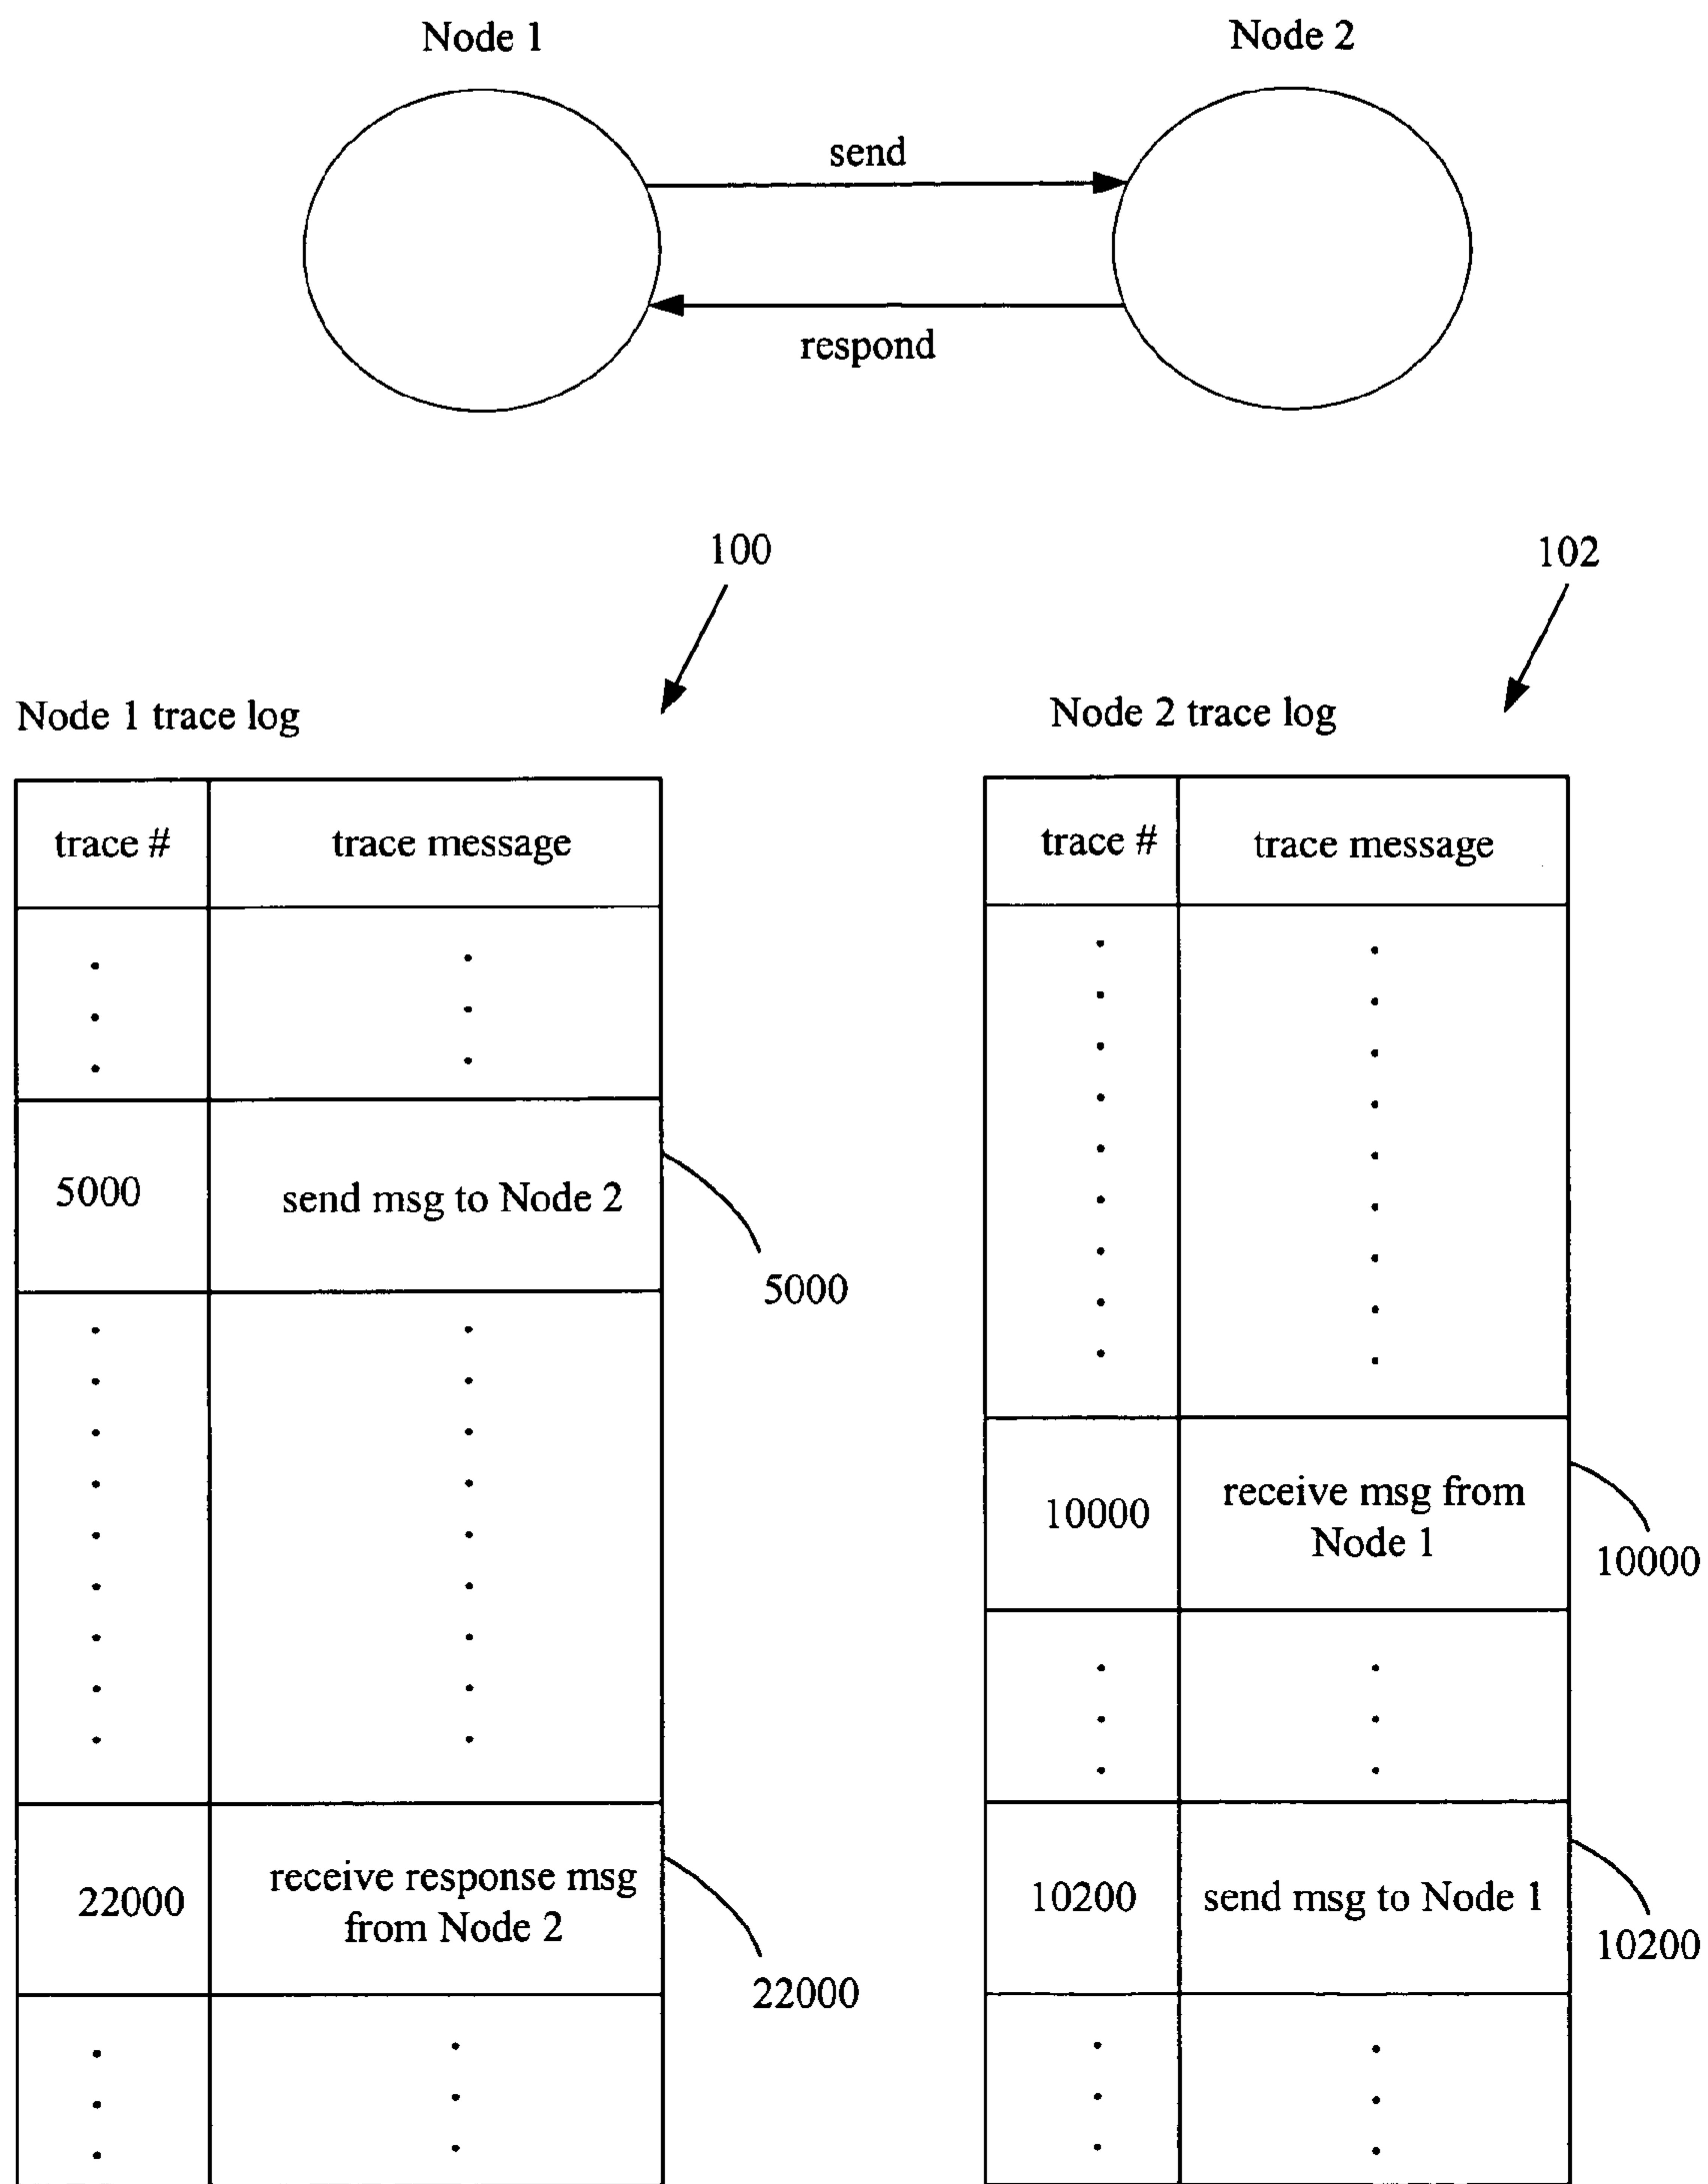 Node 1
Node 2
send
respond
100
102
Node 1 trace log
Node 2 trace log
trace #
trace message
trace #
trace message
5000
send msg to Node 2
5000
10000
receive msg from
Node 1
10000
22000
receive response msg
from Node 2
22000
10200
send msg to Node 1
10200